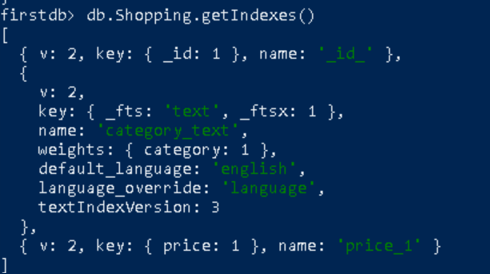 firstdb> db.Shopping.getIndexes()
[
  { v: 2, key: { _id: 1 }, name: '_id_' },
  {
    v: 2,
    key: { _fts: 'text', _ftsx: 1 },
    name: 'category_text',
    weights: { category: 1 },
    default_language: 'english',
    language_override: 'language',
    textIndexVersion: 3
  },
  { v: 2, key: { price: 1 }, name: 'price_1' }
]